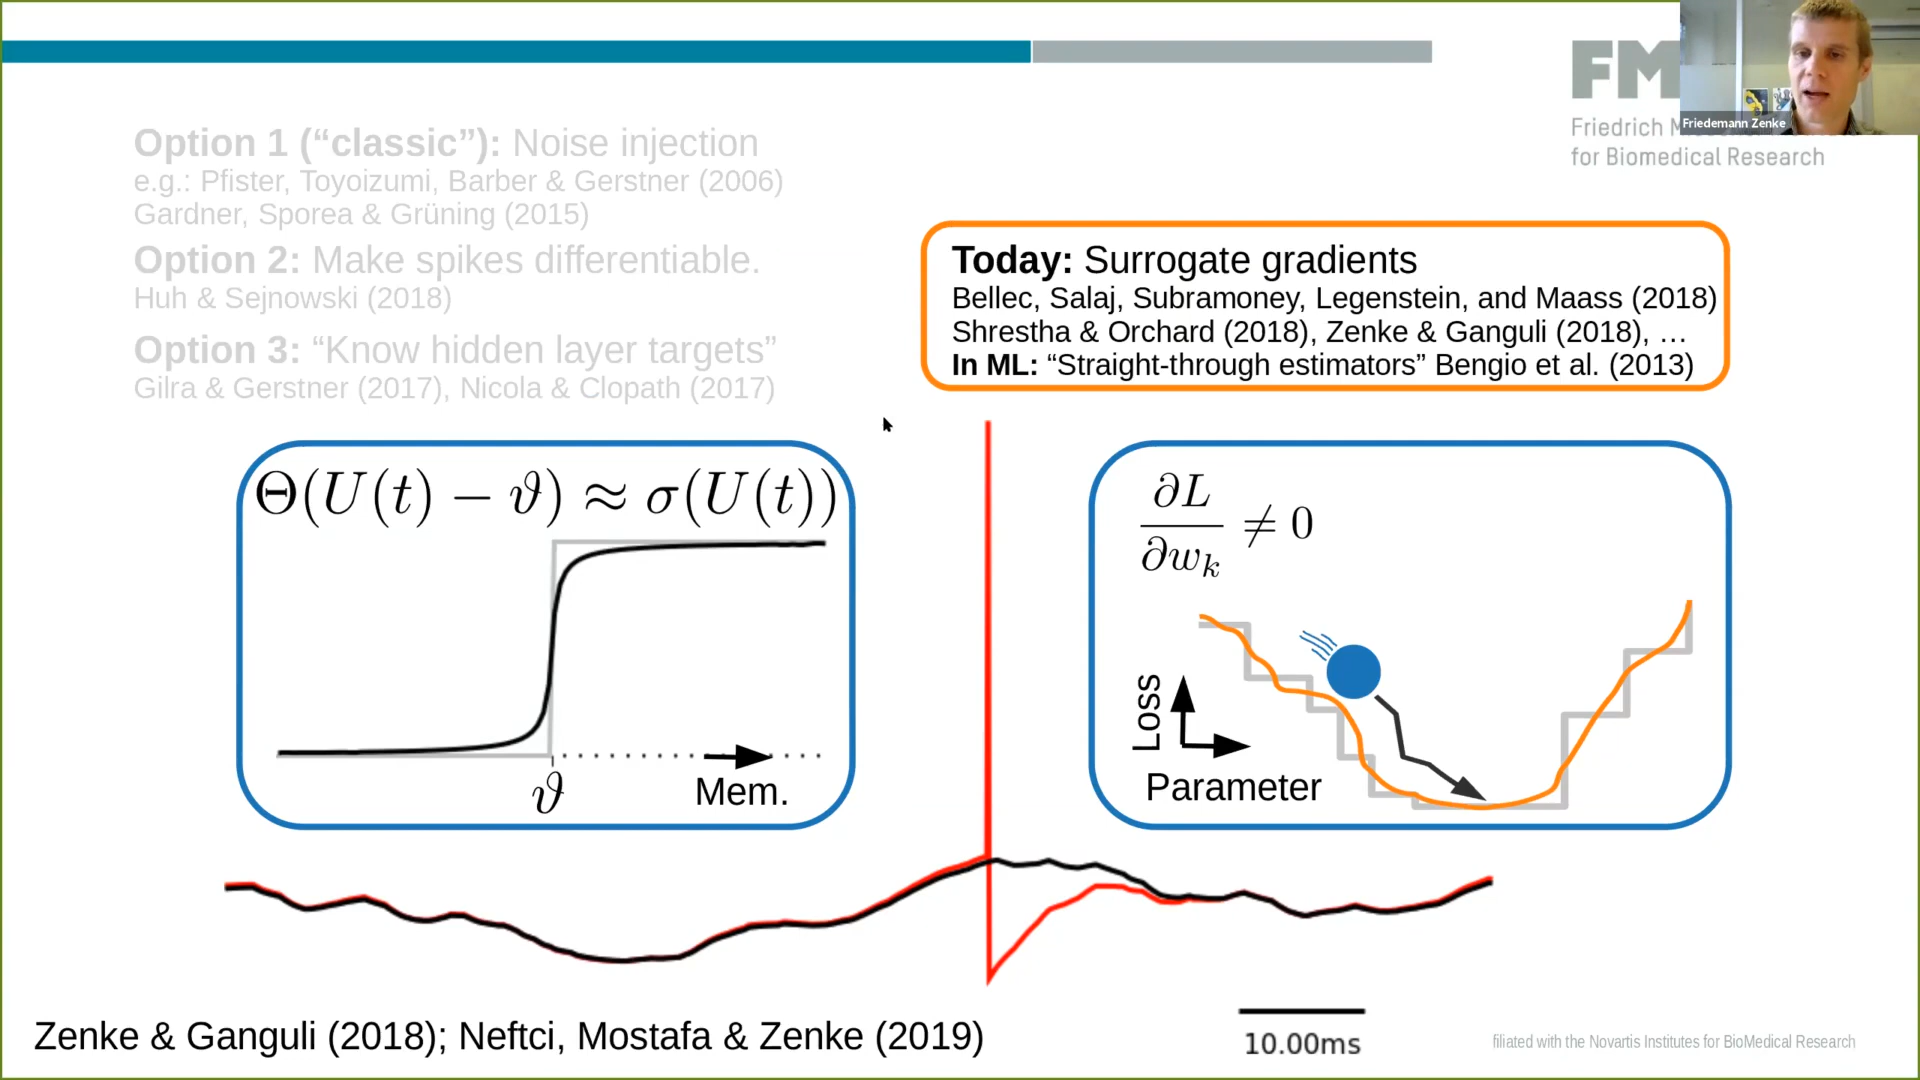 FM
Friedrich M
for Biomedical Research
Friedemann Zenke
Option 1 (“classic”): Noise injection
e.g.: Pfister, Toyoizumi, Barber & Gerstner (2006)
Gardner, Sporea & Grüning (2015)
Option 2: Make spikes differentiable.
Huh & Sejnowski (2018)
Option 3: “Know hidden layer targets”
Gilra & Gerstner (2017), Nicola & Clopath (2017)
Today: Surrogate gradients
Bellec, Salaj, Subramoney, Legenstein, and Maass (2018)
Shrestha & Orchard (2018), Zenke & Ganguli (2018), …
In ML: “Straight-through estimators” Bengio et al. (2013)
Θ(U(t) − ϑ) ≈ σ(U(t))
ϑ
Mem.
∂L/∂w_k ≠ 0
Loss
Parameter
Zenke & Ganguli (2018); Neftci, Mostafa & Zenke (2019)
10.00ms
filiated with the Novartis Institutes for BioMedical Research